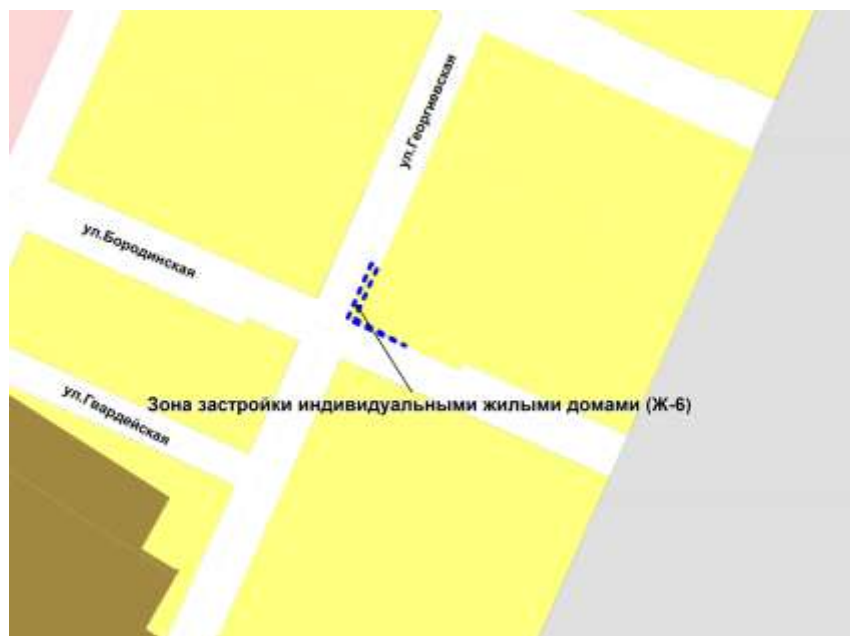 ул.Георгиевская
ул.Бородинская
ул.Гвардейская
Зона застройки индивидуальными жилыми домами (Ж-6)